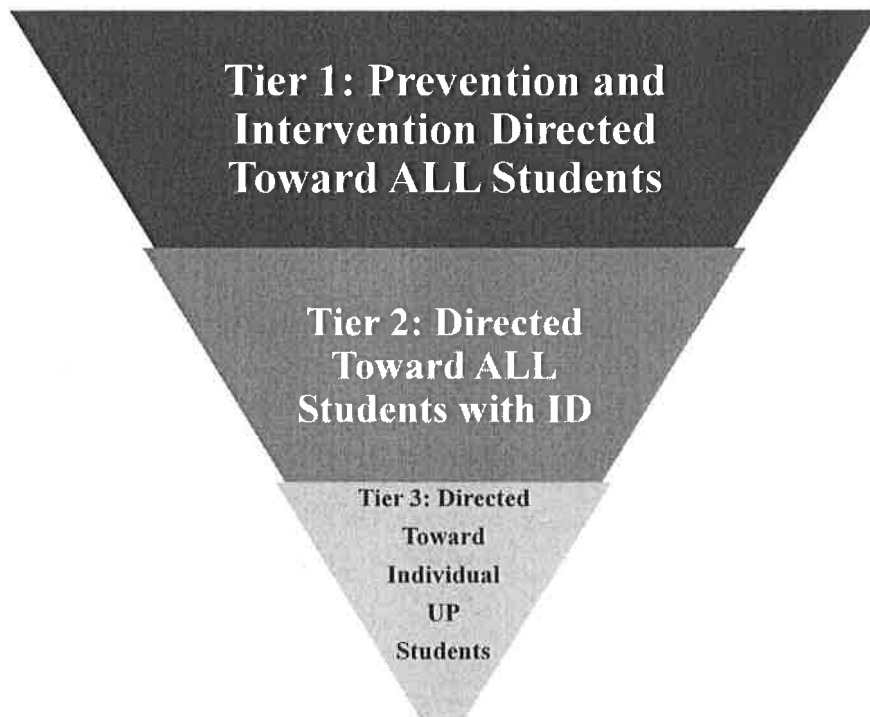 Tier 1: Prevention and
Intervention Directed
Toward ALL Students
Tier 2: Directed
Toward ALL
Students with ID
Tier 3: Directed
Toward
Individual
UP
Students